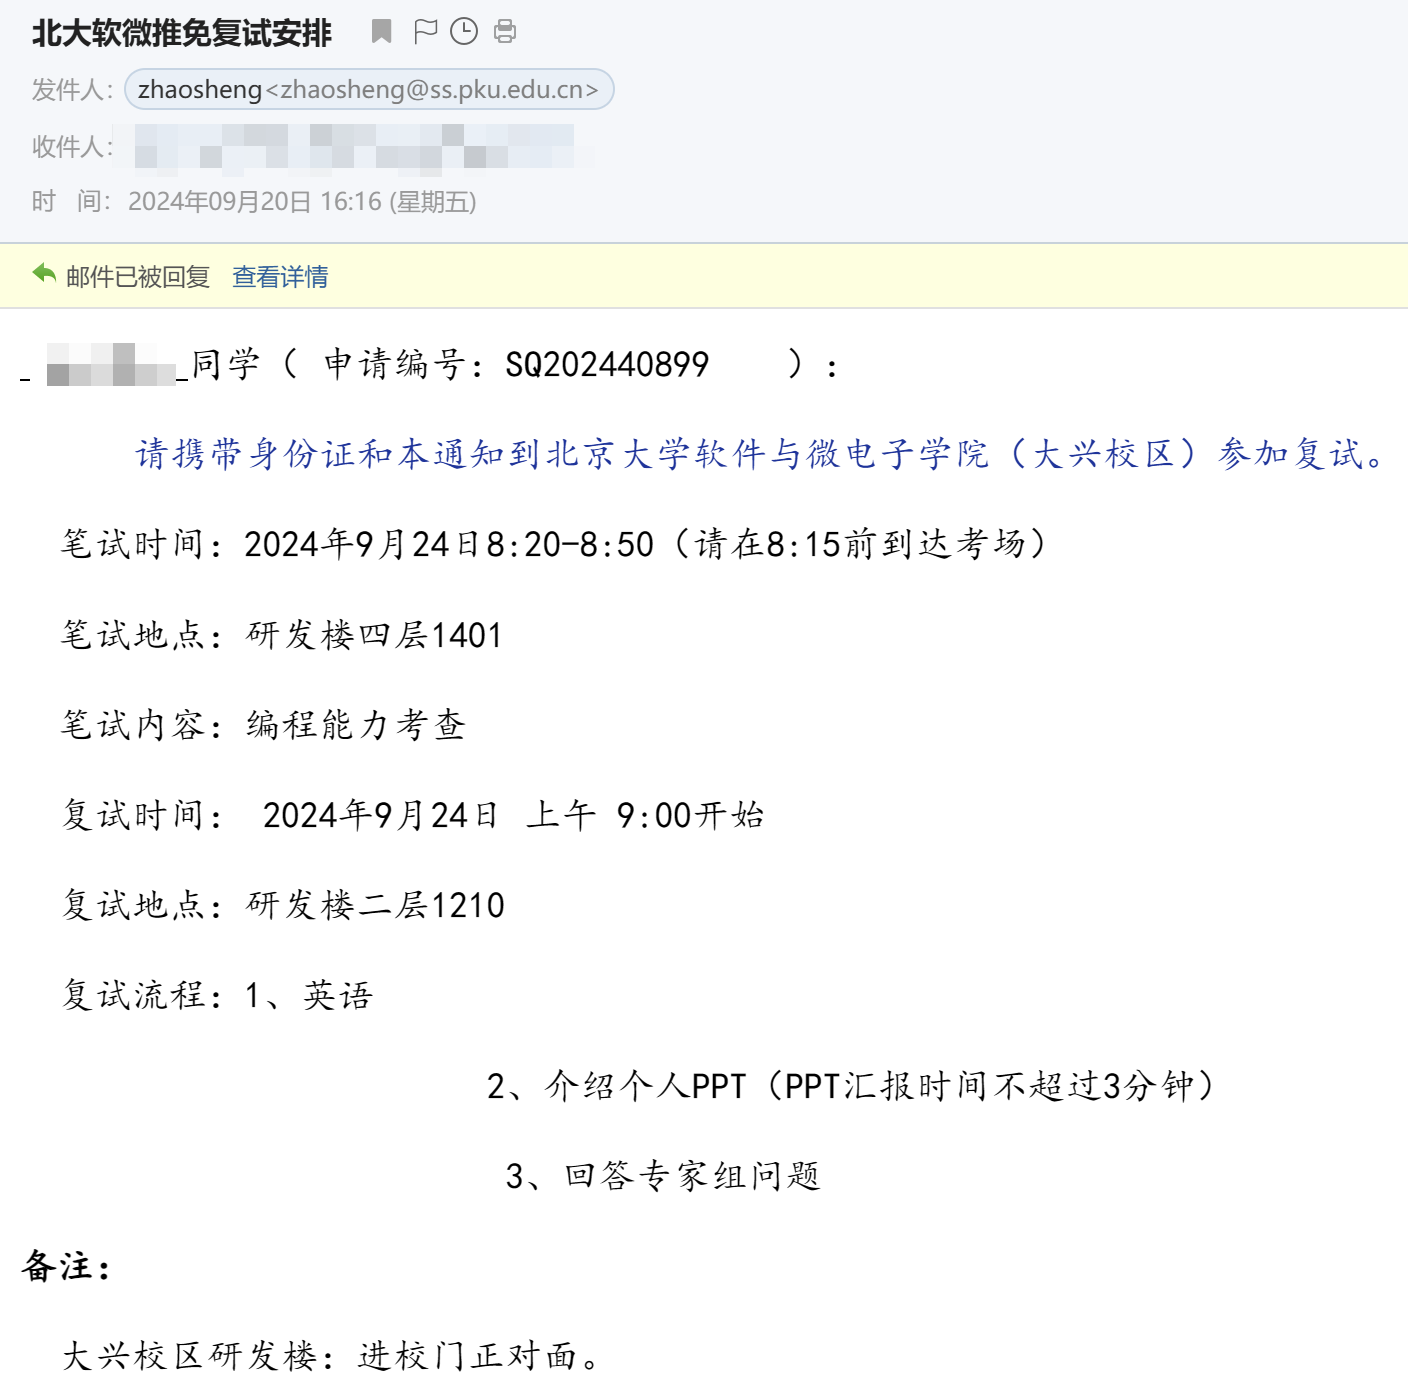 北大软微推免复试安排
发件人：zhaosheng<zhaosheng@ss.pku.edu.cn>
收件人：
时 间：2024年09月20日 16:16 (星期五)
邮件已被回复 查看详情
同学（ 申请编号：SQ202440899 ）：
请携带身份证和本通知到北京大学软件与微电子学院（大兴校区）参加复试。
笔试时间：2024年9月24日8:20-8:50（请在8:15前到达考场）
笔试地点：研发楼四层1401
笔试内容：编程能力考查
复试时间： 2024年9月24日 上午 9:00开始
复试地点：研发楼二层1210
复试流程：1、英语
2、介绍个人PPT（PPT汇报时间不超过3分钟）
3、回答专家组问题
备注：
大兴校区研发楼：进校门正对面。